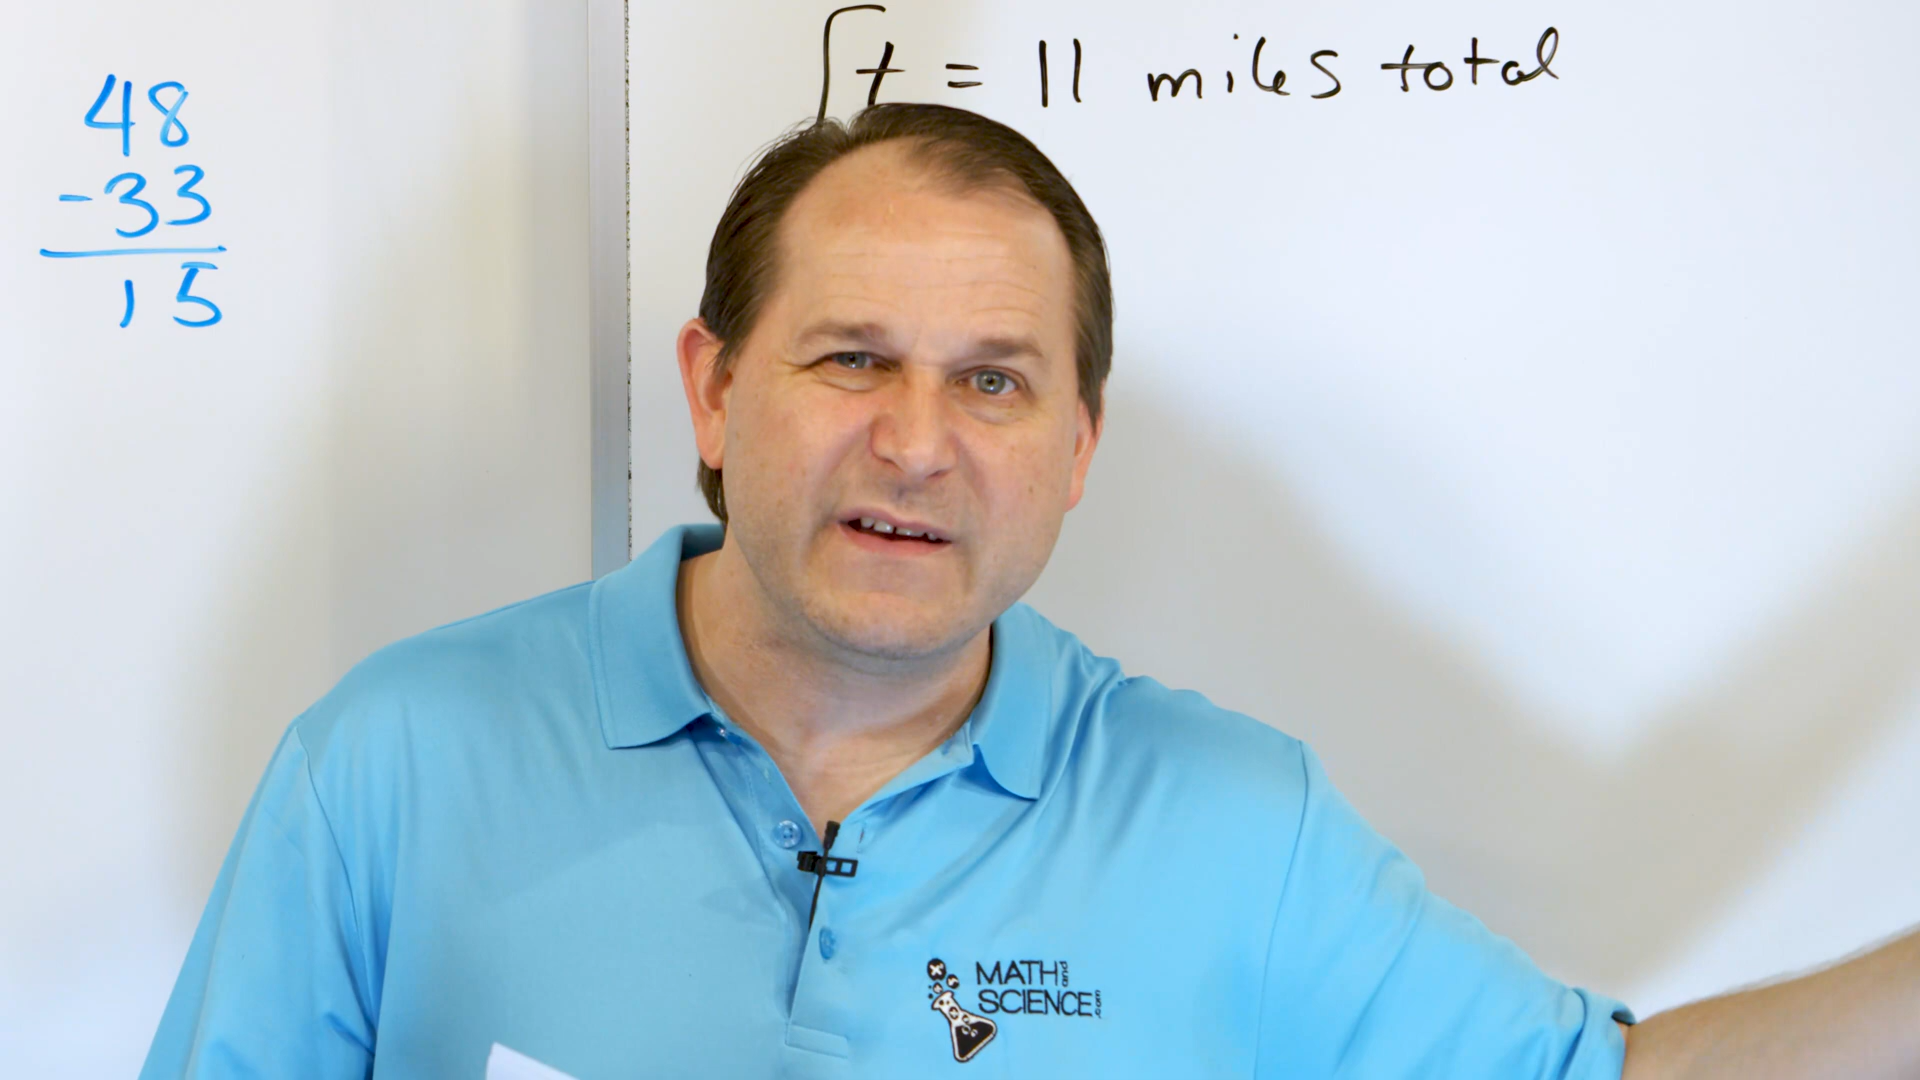 48
-33
15
t = 11 miles total
MATH and
SCIENCE.com